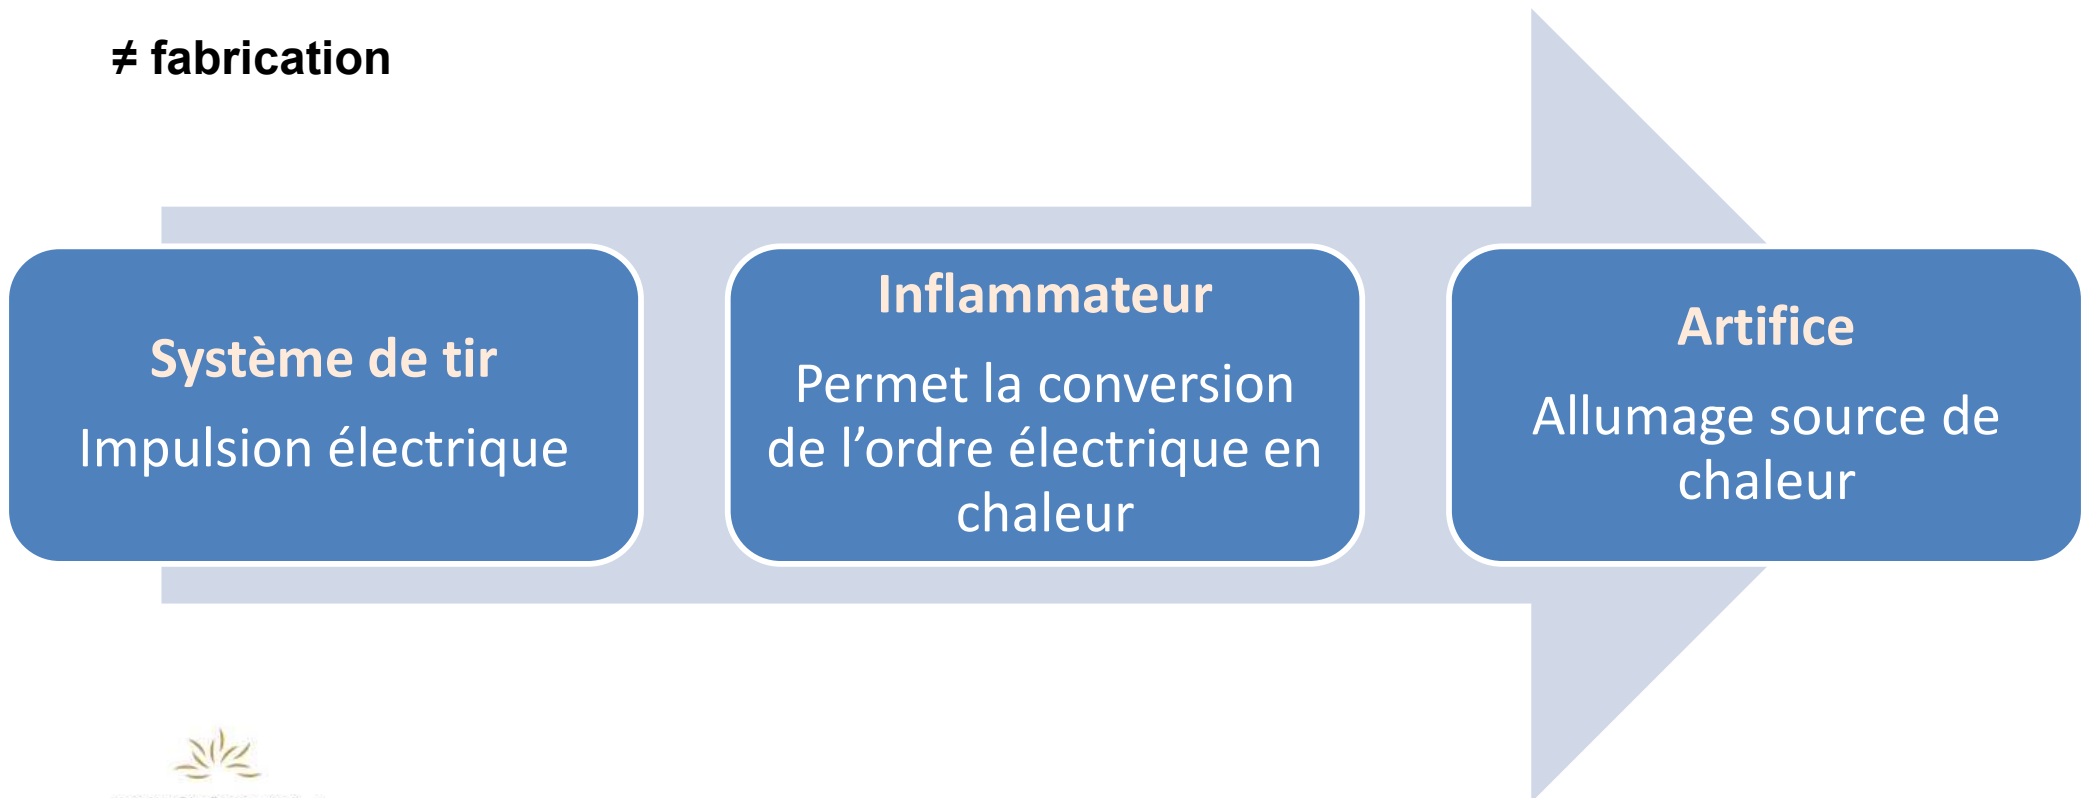 ≠ fabrication
Système de tir
Impulsion électrique
Inflammateur
Permet la conversion
de l’ordre électrique en
chaleur
Artifice
Allumage source de
chaleur